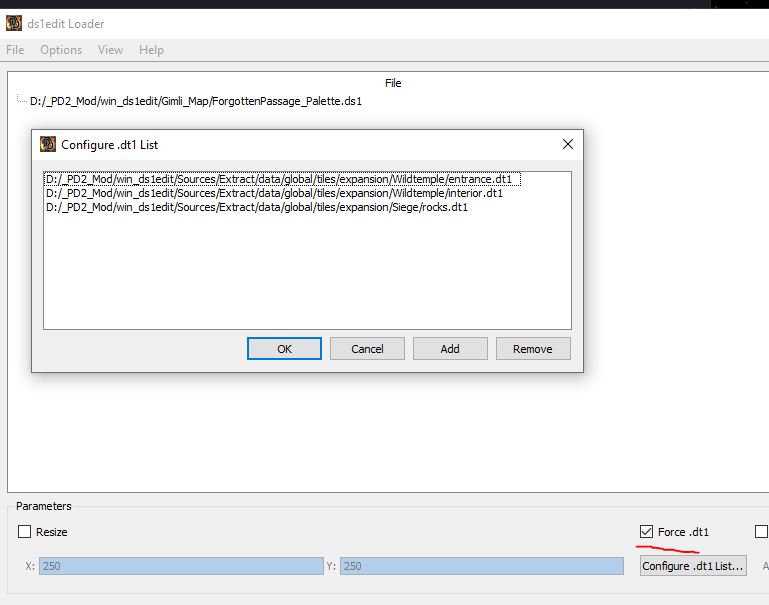 ds1edit Loader
File Options View Help
File
D:/_PD2_Mod/win_ds1edit/Gimli_Map/ForgottenPassage_Palette.ds1
Configure .dt1 List
D:/_PD2_Mod/win_ds1edit/Sources/Extract/data/global/tiles/expansion/Wildtemple/entrance.dt1
D:/_PD2_Mod/win_ds1edit/Sources/Extract/data/global/tiles/expansion/Wildtemple/interior.dt1
D:/_PD2_Mod/win_ds1edit/Sources/Extract/data/global/tiles/expansion/Siege/rocks.dt1
OK Cancel Add Remove
Parameters
Resize Force .dt1
X: 250 Y: 250 Configure .dt1 List... A